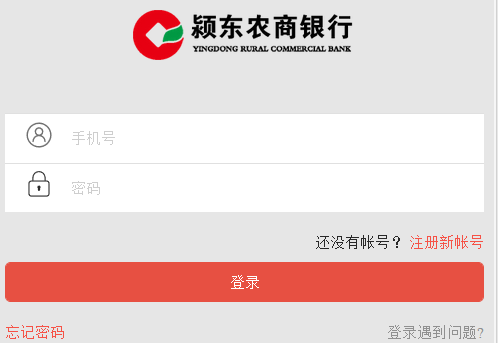 颍东农商银行
YINGDONG RURAL COMMERCIAL BANK
手机号
密码
还没有帐号？ 注册新帐号
登录
忘记密码 登录遇到问题?